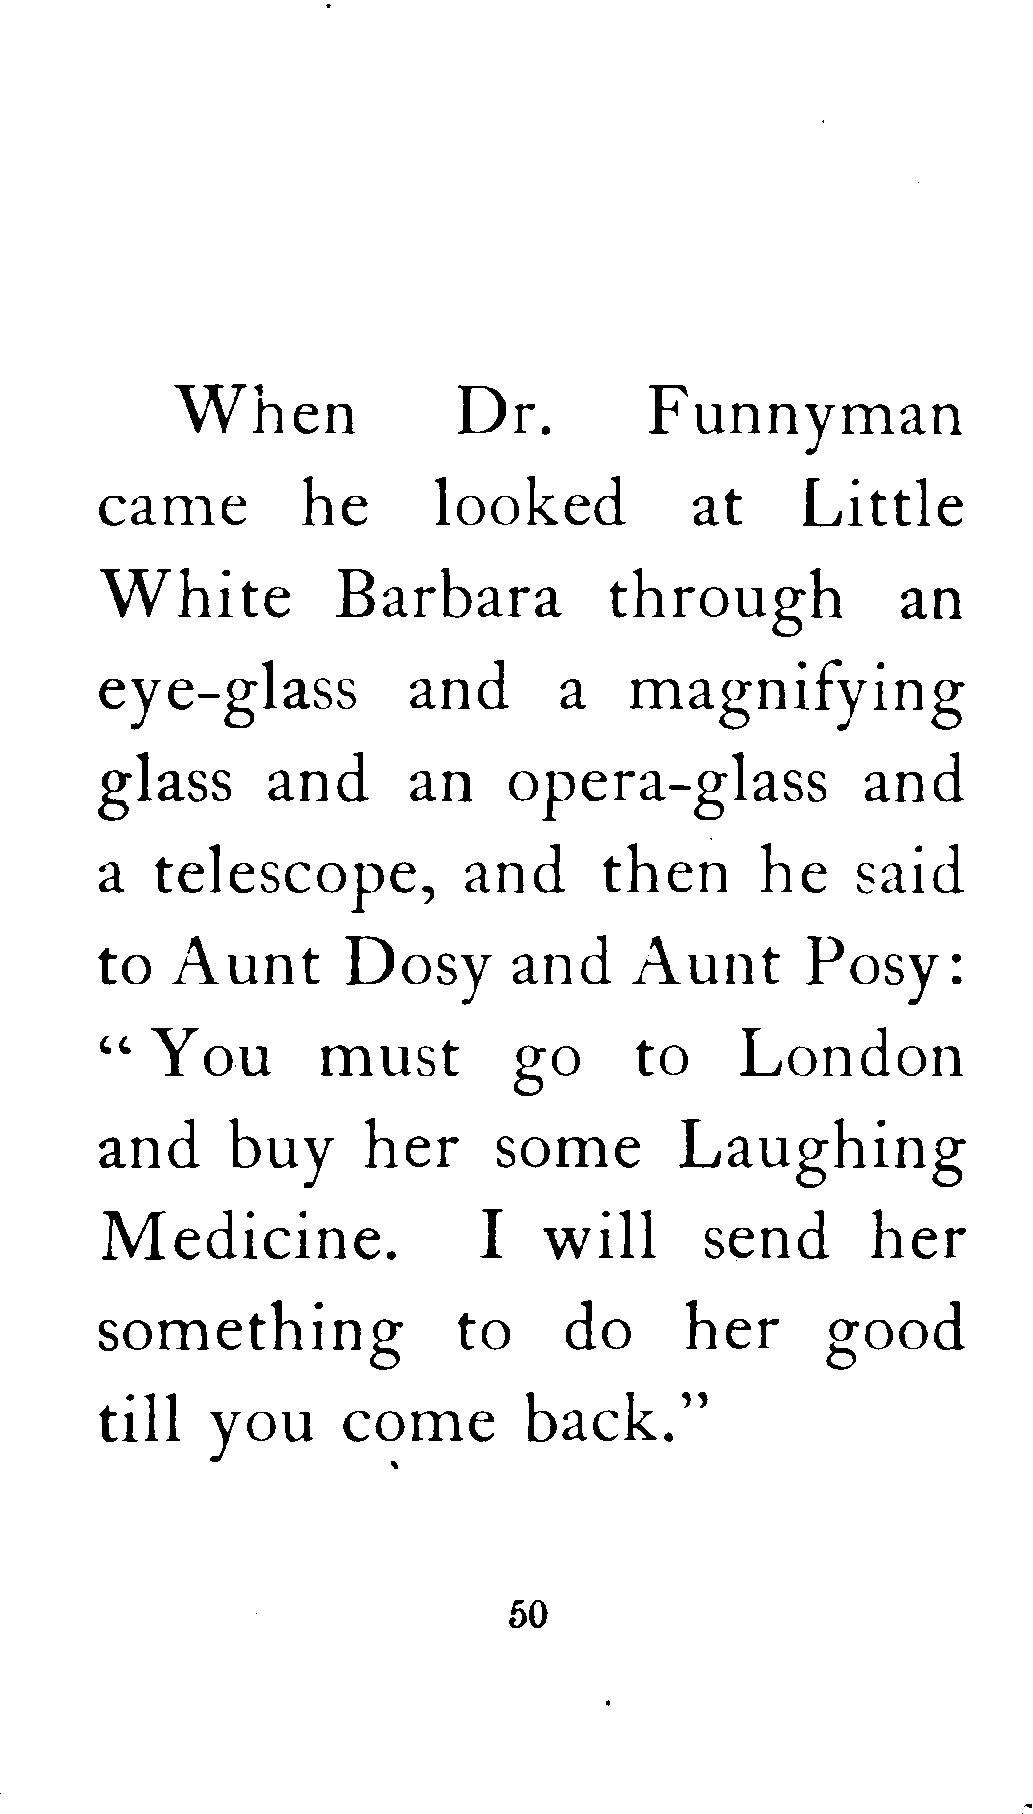 When Dr. Funnyman
came he looked at Little
White Barbara through an
eye-glass and a magnifying
glass and an opera-glass and
a telescope, and then he said
to Aunt Dosy and Aunt Posy:
“ You must go to London
and buy her some Laughing
Medicine. I will send her
something to do her good
till you come back.”
50